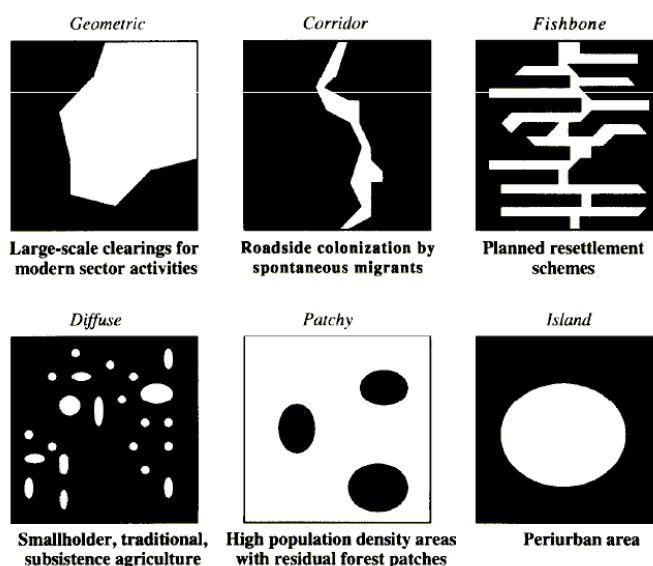 Geometric
Corridor
Fishbone
Large-scale clearings for
modern sector activities
Roadside colonization by
spontaneous migrants
Planned resettlement
schemes
Diffuse
Patchy
Island
Smallholder, traditional,
subsistence agriculture
High population density areas
with residual forest patches
Periurban area